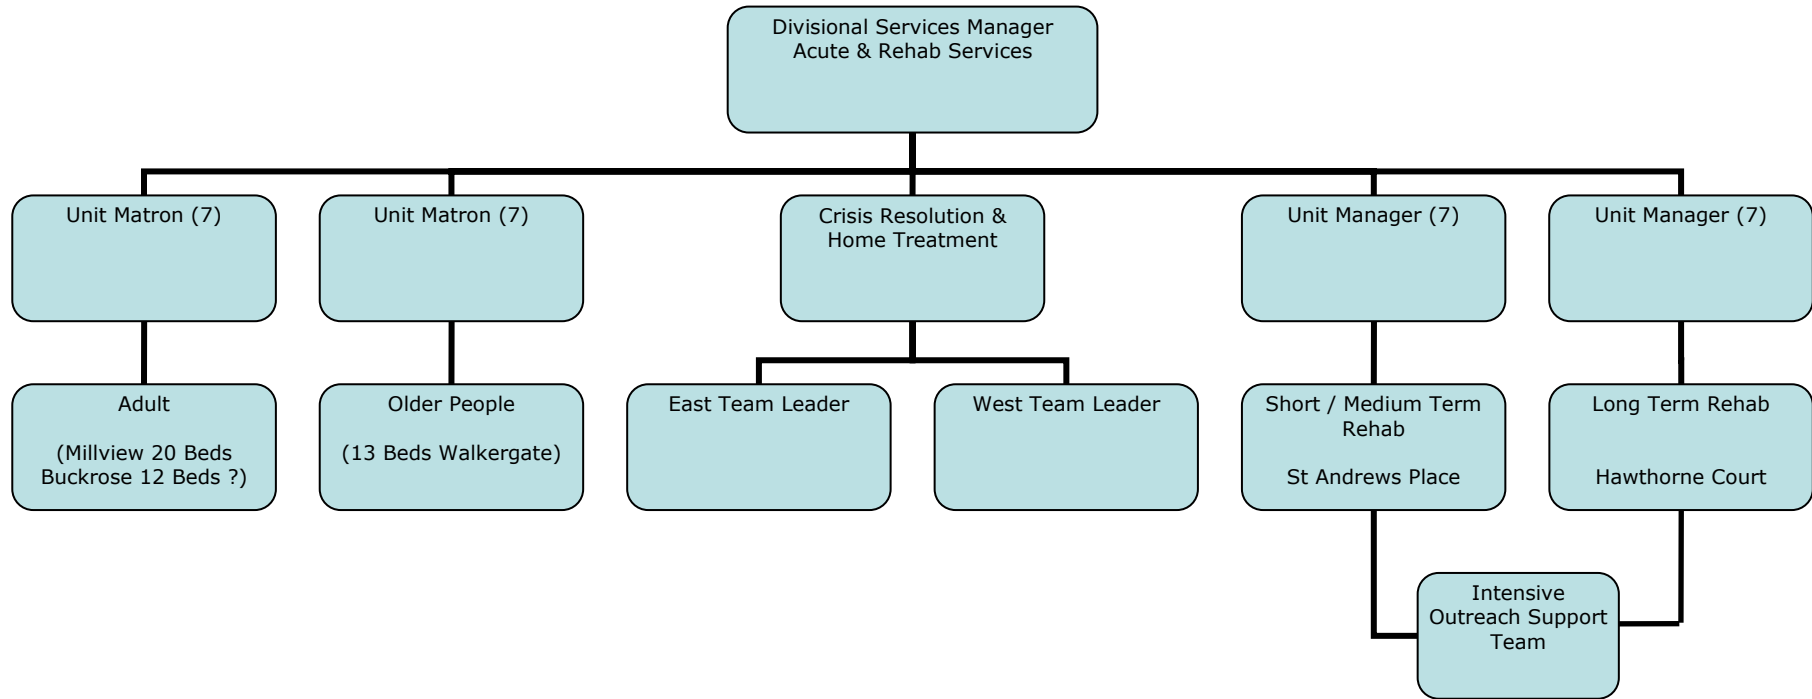 Divisional Services Manager
Acute & Rehab Services
Unit Matron (7)
Unit Matron (7)
Crisis Resolution &
Home Treatment
Unit Manager (7)
Unit Manager (7)
Adult
(Millview 20 Beds
Buckrose 12 Beds ?)
Older People
(13 Beds Walkergate)
East Team Leader
West Team Leader
Short / Medium Term
Rehab
St Andrews Place
Long Term Rehab
Hawthorne Court
Intensive
Outreach Support
Team